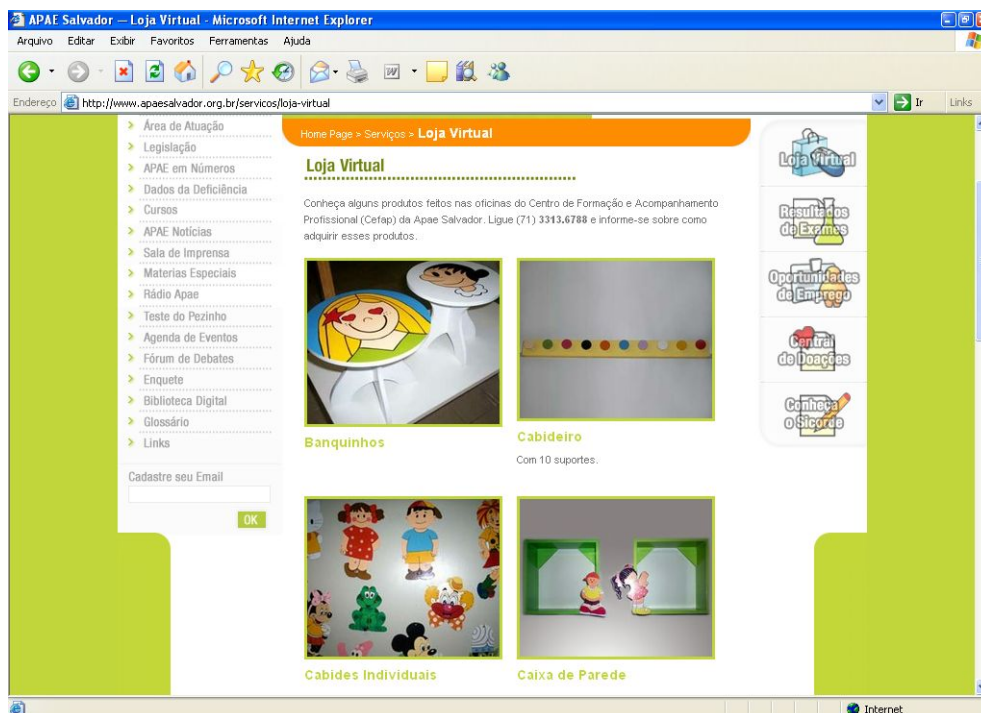 APAE Salvador — Loja Virtual - Microsoft Internet Explorer
Arquivo Editar Exibir Favoritos Ferramentas Ajuda
Endereço http://www.apaesalvador.org.br/servicos/loja-virtual Ir Links
Área de Atuação
Legislação
APAE em Números
Dados da Deficiência
Cursos
APAE Notícias
Sala de Imprensa
Materias Especiais
Rádio Apae
Teste do Pezinho
Agenda de Eventos
Fórum de Debates
Enquete
Biblioteca Digital
Glossário
Links
Cadastre seu Email
OK
Home Page > Serviços > Loja Virtual
Loja Virtual
Conheça alguns produtos feitos nas oficinas do Centro de Formação e Acompanhamento
Profissional (Cefap) da Apae Salvador. Ligue (71) 3313.6788 e informe-se sobre como
adquirir esses produtos.
Banquinhos
Cabideiro
Com 10 suportes.
Cabides Individuais
Caixa de Parede
Loja Virtual
Resultados
de Exames
Oportunidades
de Emprego
Central
de Doações
Conheça
o Sicorde
Internet